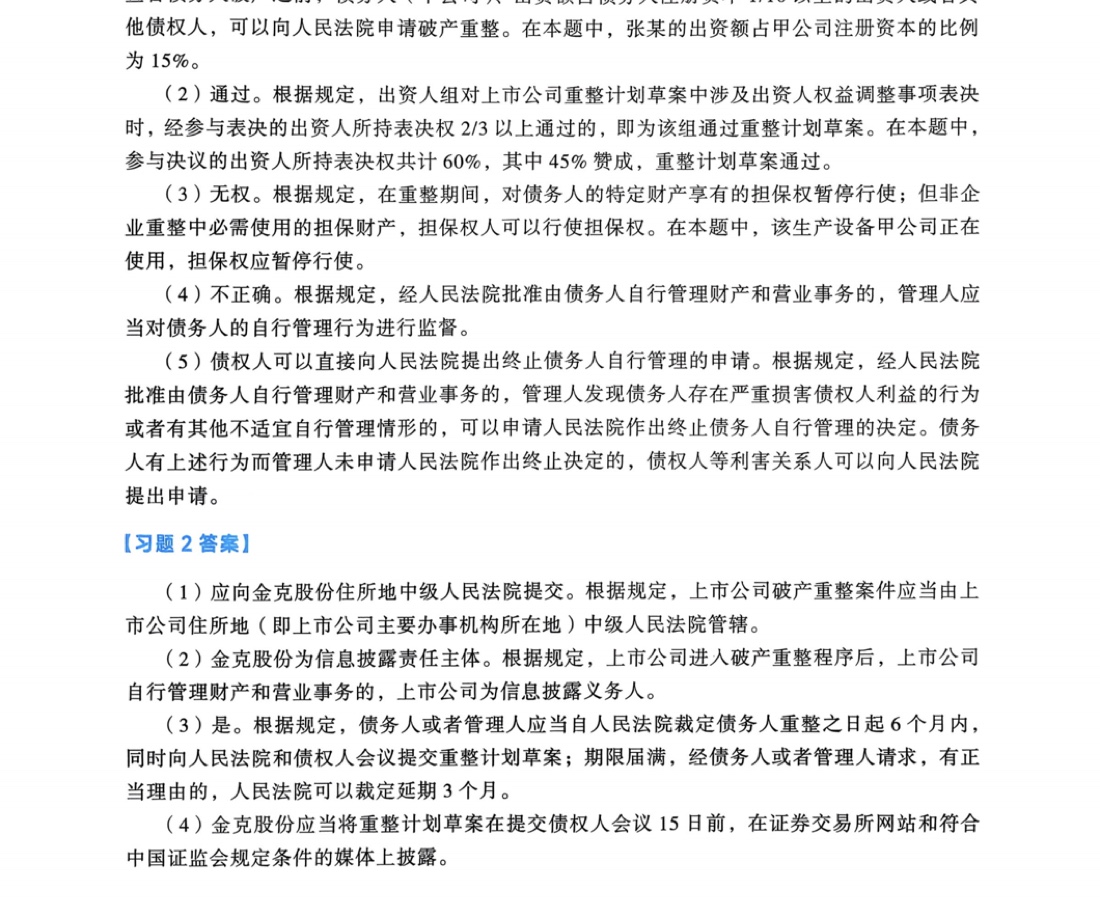 他债权人，可以向人民法院申请破产重整。在本题中，张某的出资额占甲公司注册资本的比例
为 15%。
（2）通过。根据规定，出资人组对上市公司重整计划草案中涉及出资人权益调整事项表决
时，经参与表决的出资人所持表决权 2/3 以上通过的，即为该组通过重整计划草案。在本题中，
参与决议的出资人所持表决权共计 60%，其中 45% 赞成，重整计划草案通过。
（3）无权。根据规定，在重整期间，对债务人的特定财产享有的担保权暂停行使；但非企
业重整中必需使用的担保财产，担保权人可以行使担保权。在本题中，该生产设备甲公司正在
使用，担保权应暂停行使。
（4）不正确。根据规定，经人民法院批准由债务人自行管理财产和营业事务的，管理人应
当对债务人的自行管理行为进行监督。
（5）债权人可以直接向人民法院提出终止债务人自行管理的申请。根据规定，经人民法院
批准由债务人自行管理财产和营业事务的，管理人发现债务人存在严重损害债权人利益的行为
或者有其他不适宜自行管理情形的，可以申请人民法院作出终止债务人自行管理的决定。债务
人有上述行为而管理人未申请人民法院作出终止决定的，债权人等利害关系人可以向人民法院
提出申请。
【习题 2 答案】
（1）应向金克股份住所地中级人民法院提交。根据规定，上市公司破产重整案件应当由上
市公司住所地（即上市公司主要办事机构所在地）中级人民法院管辖。
（2）金克股份为信息披露责任主体。根据规定，上市公司进入破产重整程序后，上市公司
自行管理财产和营业事务的，上市公司为信息披露义务人。
（3）是。根据规定，债务人或者管理人应当自人民法院裁定债务人重整之日起 6 个月内，
同时向人民法院和债权人会议提交重整计划草案；期限届满，经债务人或者管理人请求，有正
当理由的，人民法院可以裁定延期 3 个月。
（4）金克股份应当将重整计划草案在提交债权人会议 15 日前，在证券交易所网站和符合
中国证监会规定条件的媒体上披露。